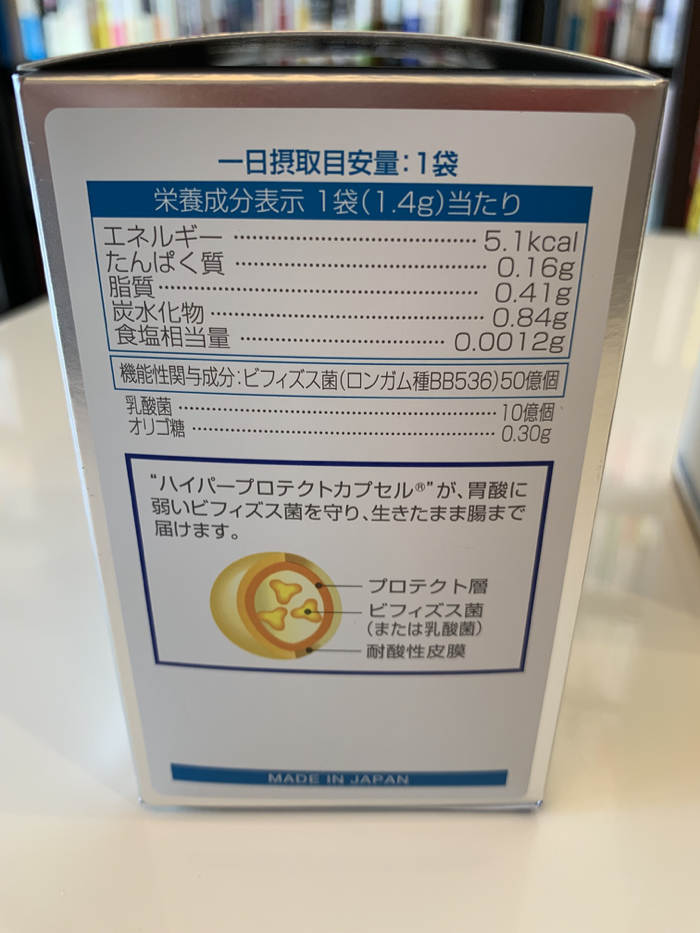 一日摂取目安量：1袋
栄養成分表示 1袋(1.4g)当たり
エネルギー 5.1kcal
たんぱく質 0.16g
脂質 0.41g
炭水化物 0.84g
食塩相当量 0.0012g
機能性関与成分：ビフィズス菌(ロンガム種BB536)50億個
乳酸菌 10億個
オリゴ糖 0.30g
“ハイパープロテクトカプセル®”が、胃酸に
弱いビフィズス菌を守り、生きたまま腸まで
届けます。
プロテクト層
ビフィズス菌
(または乳酸菌)
耐酸性皮膜
MADE IN JAPAN